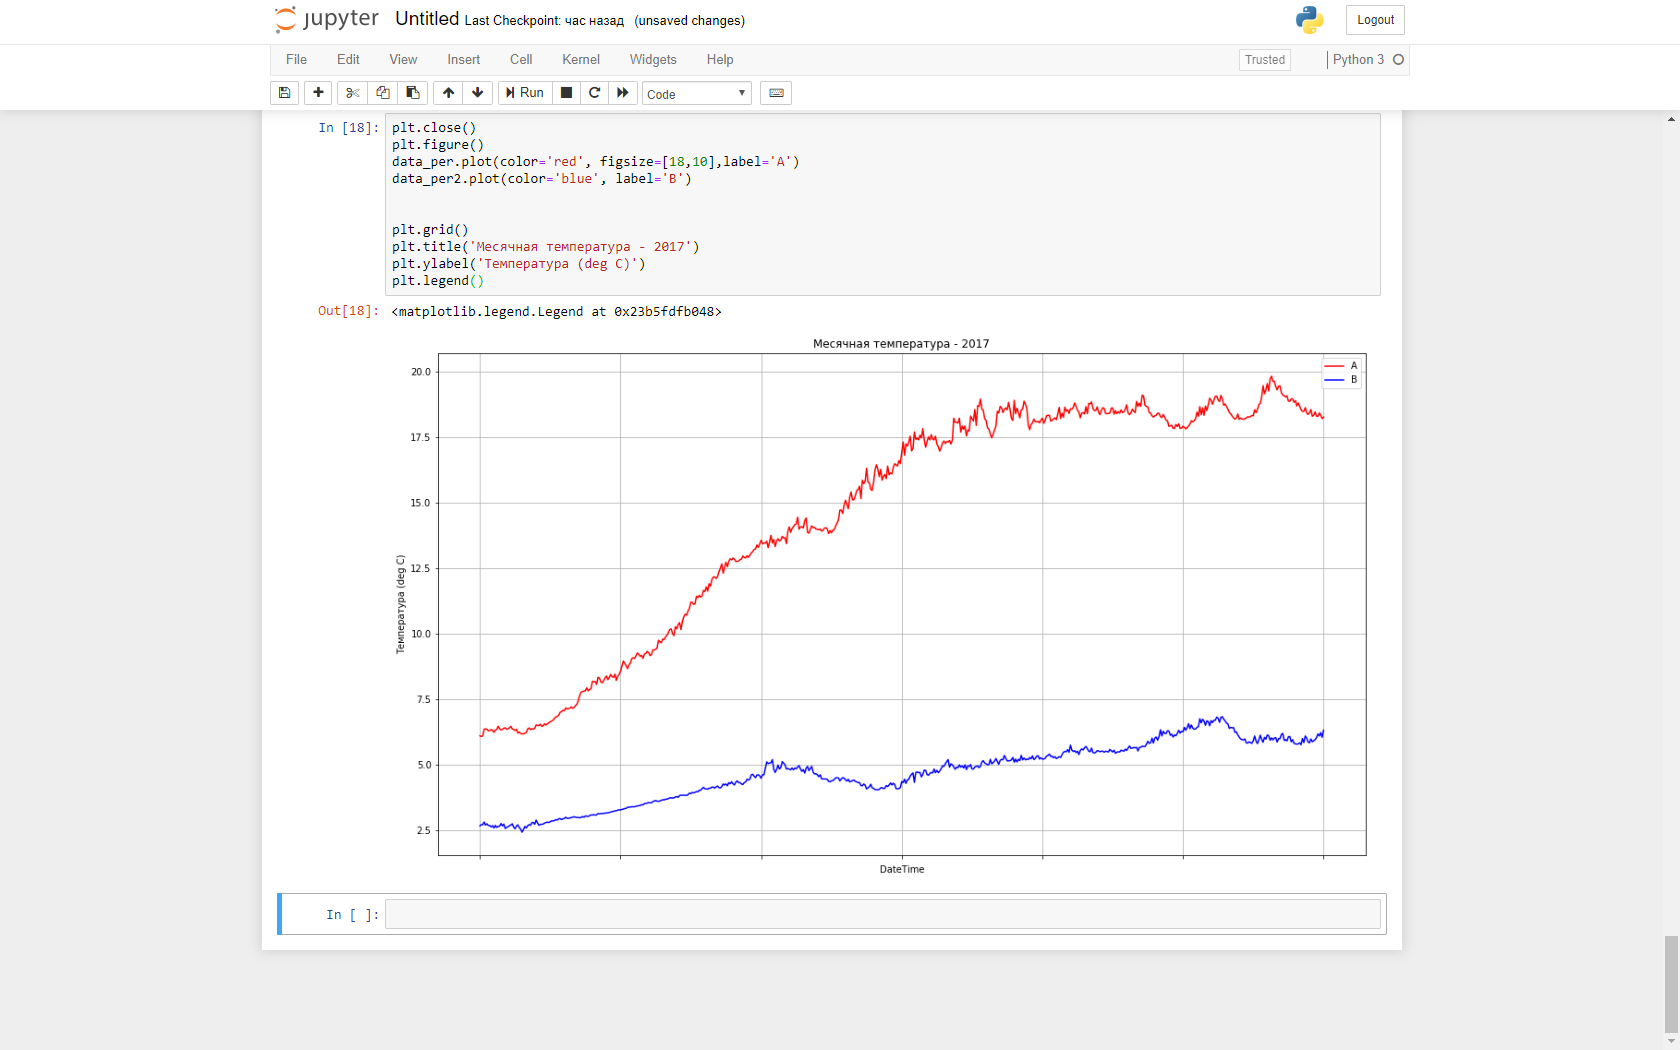 jupyter Untitled Last Checkpoint: час назад (unsaved changes) Logout
File Edit View Insert Cell Kernel Widgets Help Trusted Python 3
Run Code
In [18]: plt.close()
plt.figure()
data_per.plot(color='red', figsize=[18,10],label='A')
data_per2.plot(color='blue', label='B')
plt.grid()
plt.title('Месячная температура - 2017')
plt.ylabel('Температура (deg C)')
plt.legend()
Out[18]: <matplotlib.legend.Legend at 0x23b5fdfb048>
Месячная температура - 2017
A
B
20.0
17.5
15.0
12.5
10.0
7.5
5.0
2.5
Температура (deg C)
DateTime
In [ ]: